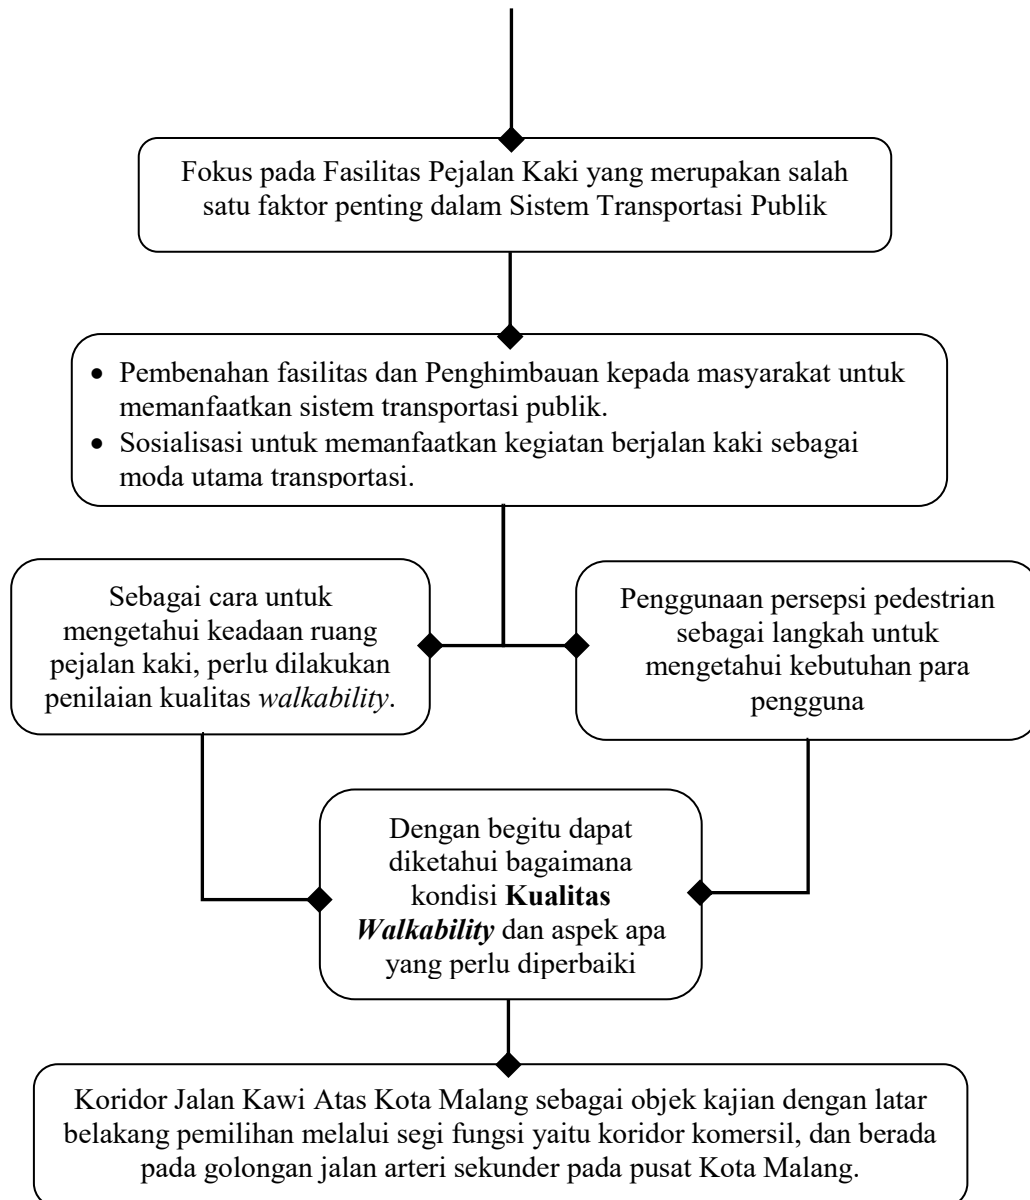 Fokus pada Fasilitas Pejalan Kaki yang merupakan salah
satu faktor penting dalam Sistem Transportasi Publik
• Pembenahan fasilitas dan Penghimbauan kepada masyarakat untuk
memanfaatkan sistem transportasi publik.
• Sosialisasi untuk memanfaatkan kegiatan berjalan kaki sebagai
moda utama transportasi.
Sebagai cara untuk
mengetahui keadaan ruang
pejalan kaki, perlu dilakukan
penilaian kualitas walkability.
Penggunaan persepsi pedestrian
sebagai langkah untuk
mengetahui kebutuhan para
pengguna
Dengan begitu dapat
diketahui bagaimana
kondisi Kualitas
Walkability dan aspek apa
yang perlu diperbaiki
Koridor Jalan Kawi Atas Kota Malang sebagai objek kajian dengan latar
belakang pemilihan melalui segi fungsi yaitu koridor komersil, dan berada
pada golongan jalan arteri sekunder pada pusat Kota Malang.